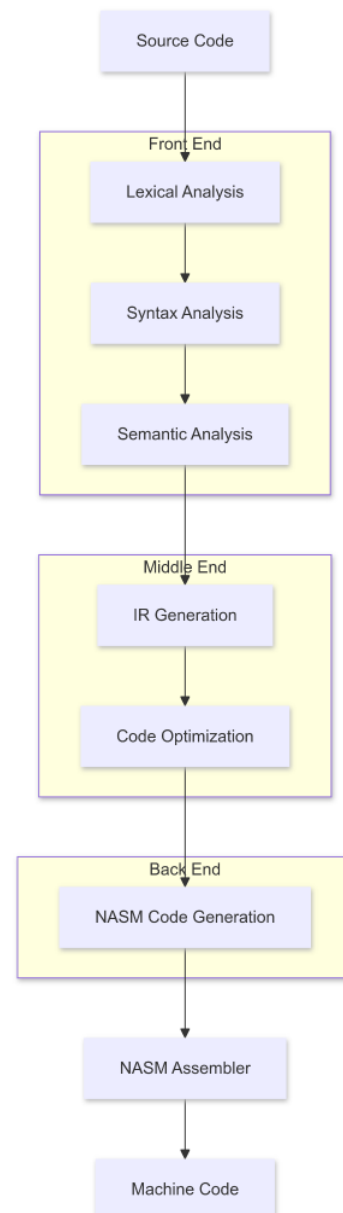 Source Code
Front End
Lexical Analysis
Syntax Analysis
Semantic Analysis
Middle End
IR Generation
Code Optimization
Back End
NASM Code Generation
NASM Assembler
Machine Code